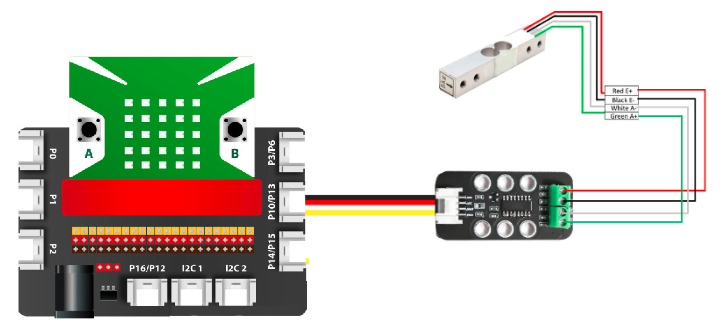 Red E+
Black E-
White A-
Green A+
A
B
P0
P1
P2
P3/P6
P10/P13
P14/P15
P16/P12
I2C 1
I2C 2